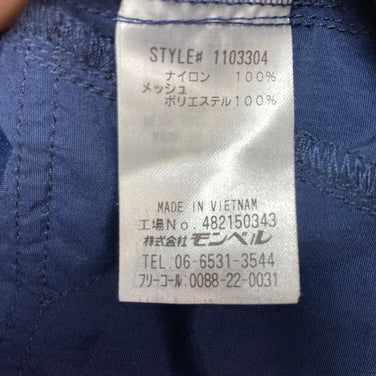 STYLE# 1103304
ナイロン 100%
メッシュ
ポリエステル100%
MADE IN VIETNAM
工場No. 482150343
株式会社モンベル
TEL. 06-6531-3544
フリーコール:0088-22-0031